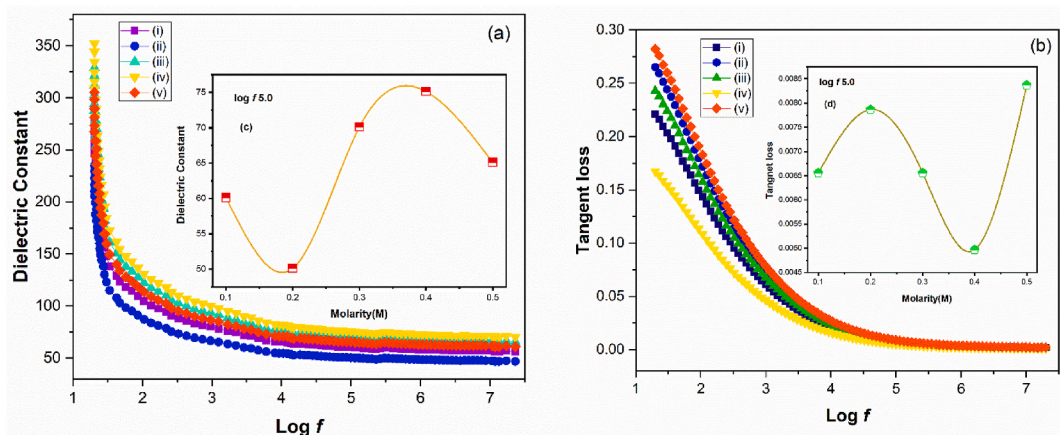 (a)
(i)
(ii)
(iii)
(iv)
(v)
350
300
250
200
150
100
50
Dielectric Constant
1
2
3
4
5
6
7
Log f
log f 5.0
(c)
75
70
65
60
55
50
Dielectric Constant
0.1
0.2
0.3
0.4
0.5
Molarity(M)
(b)
(i)
(ii)
(iii)
(iv)
(v)
0.30
0.25
0.20
0.15
0.10
0.05
0.00
Tangent loss
1
2
3
4
5
6
7
Log f
log f 5.0
(d)
0.0085
0.0080
0.0075
0.0070
0.0065
0.0060
0.0055
0.0050
0.0045
Tangnet loss
0.1
0.2
0.3
0.4
0.5
Molarity(M)